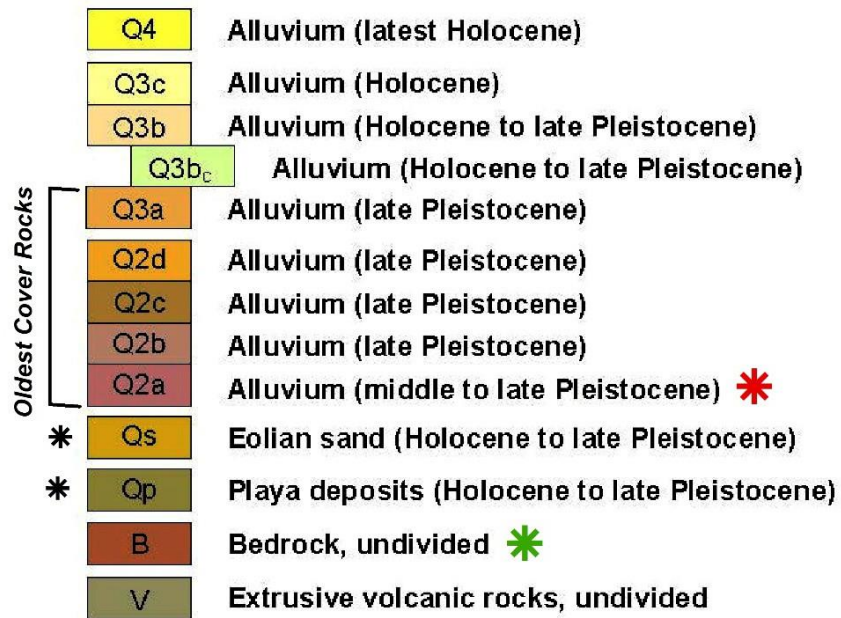 Q4 Alluvium (latest Holocene)
Q3c Alluvium (Holocene)
Q3b Alluvium (Holocene to late Pleistocene)
Q3bc Alluvium (Holocene to late Pleistocene)
Oldest Cover Rocks
Q3a Alluvium (late Pleistocene)
Q2d Alluvium (late Pleistocene)
Q2c Alluvium (late Pleistocene)
Q2b Alluvium (late Pleistocene)
Q2a Alluvium (middle to late Pleistocene) *
* Qs Eolian sand (Holocene to late Pleistocene)
* Qp Playa deposits (Holocene to late Pleistocene)
B Bedrock, undivided *
V Extrusive volcanic rocks, undivided